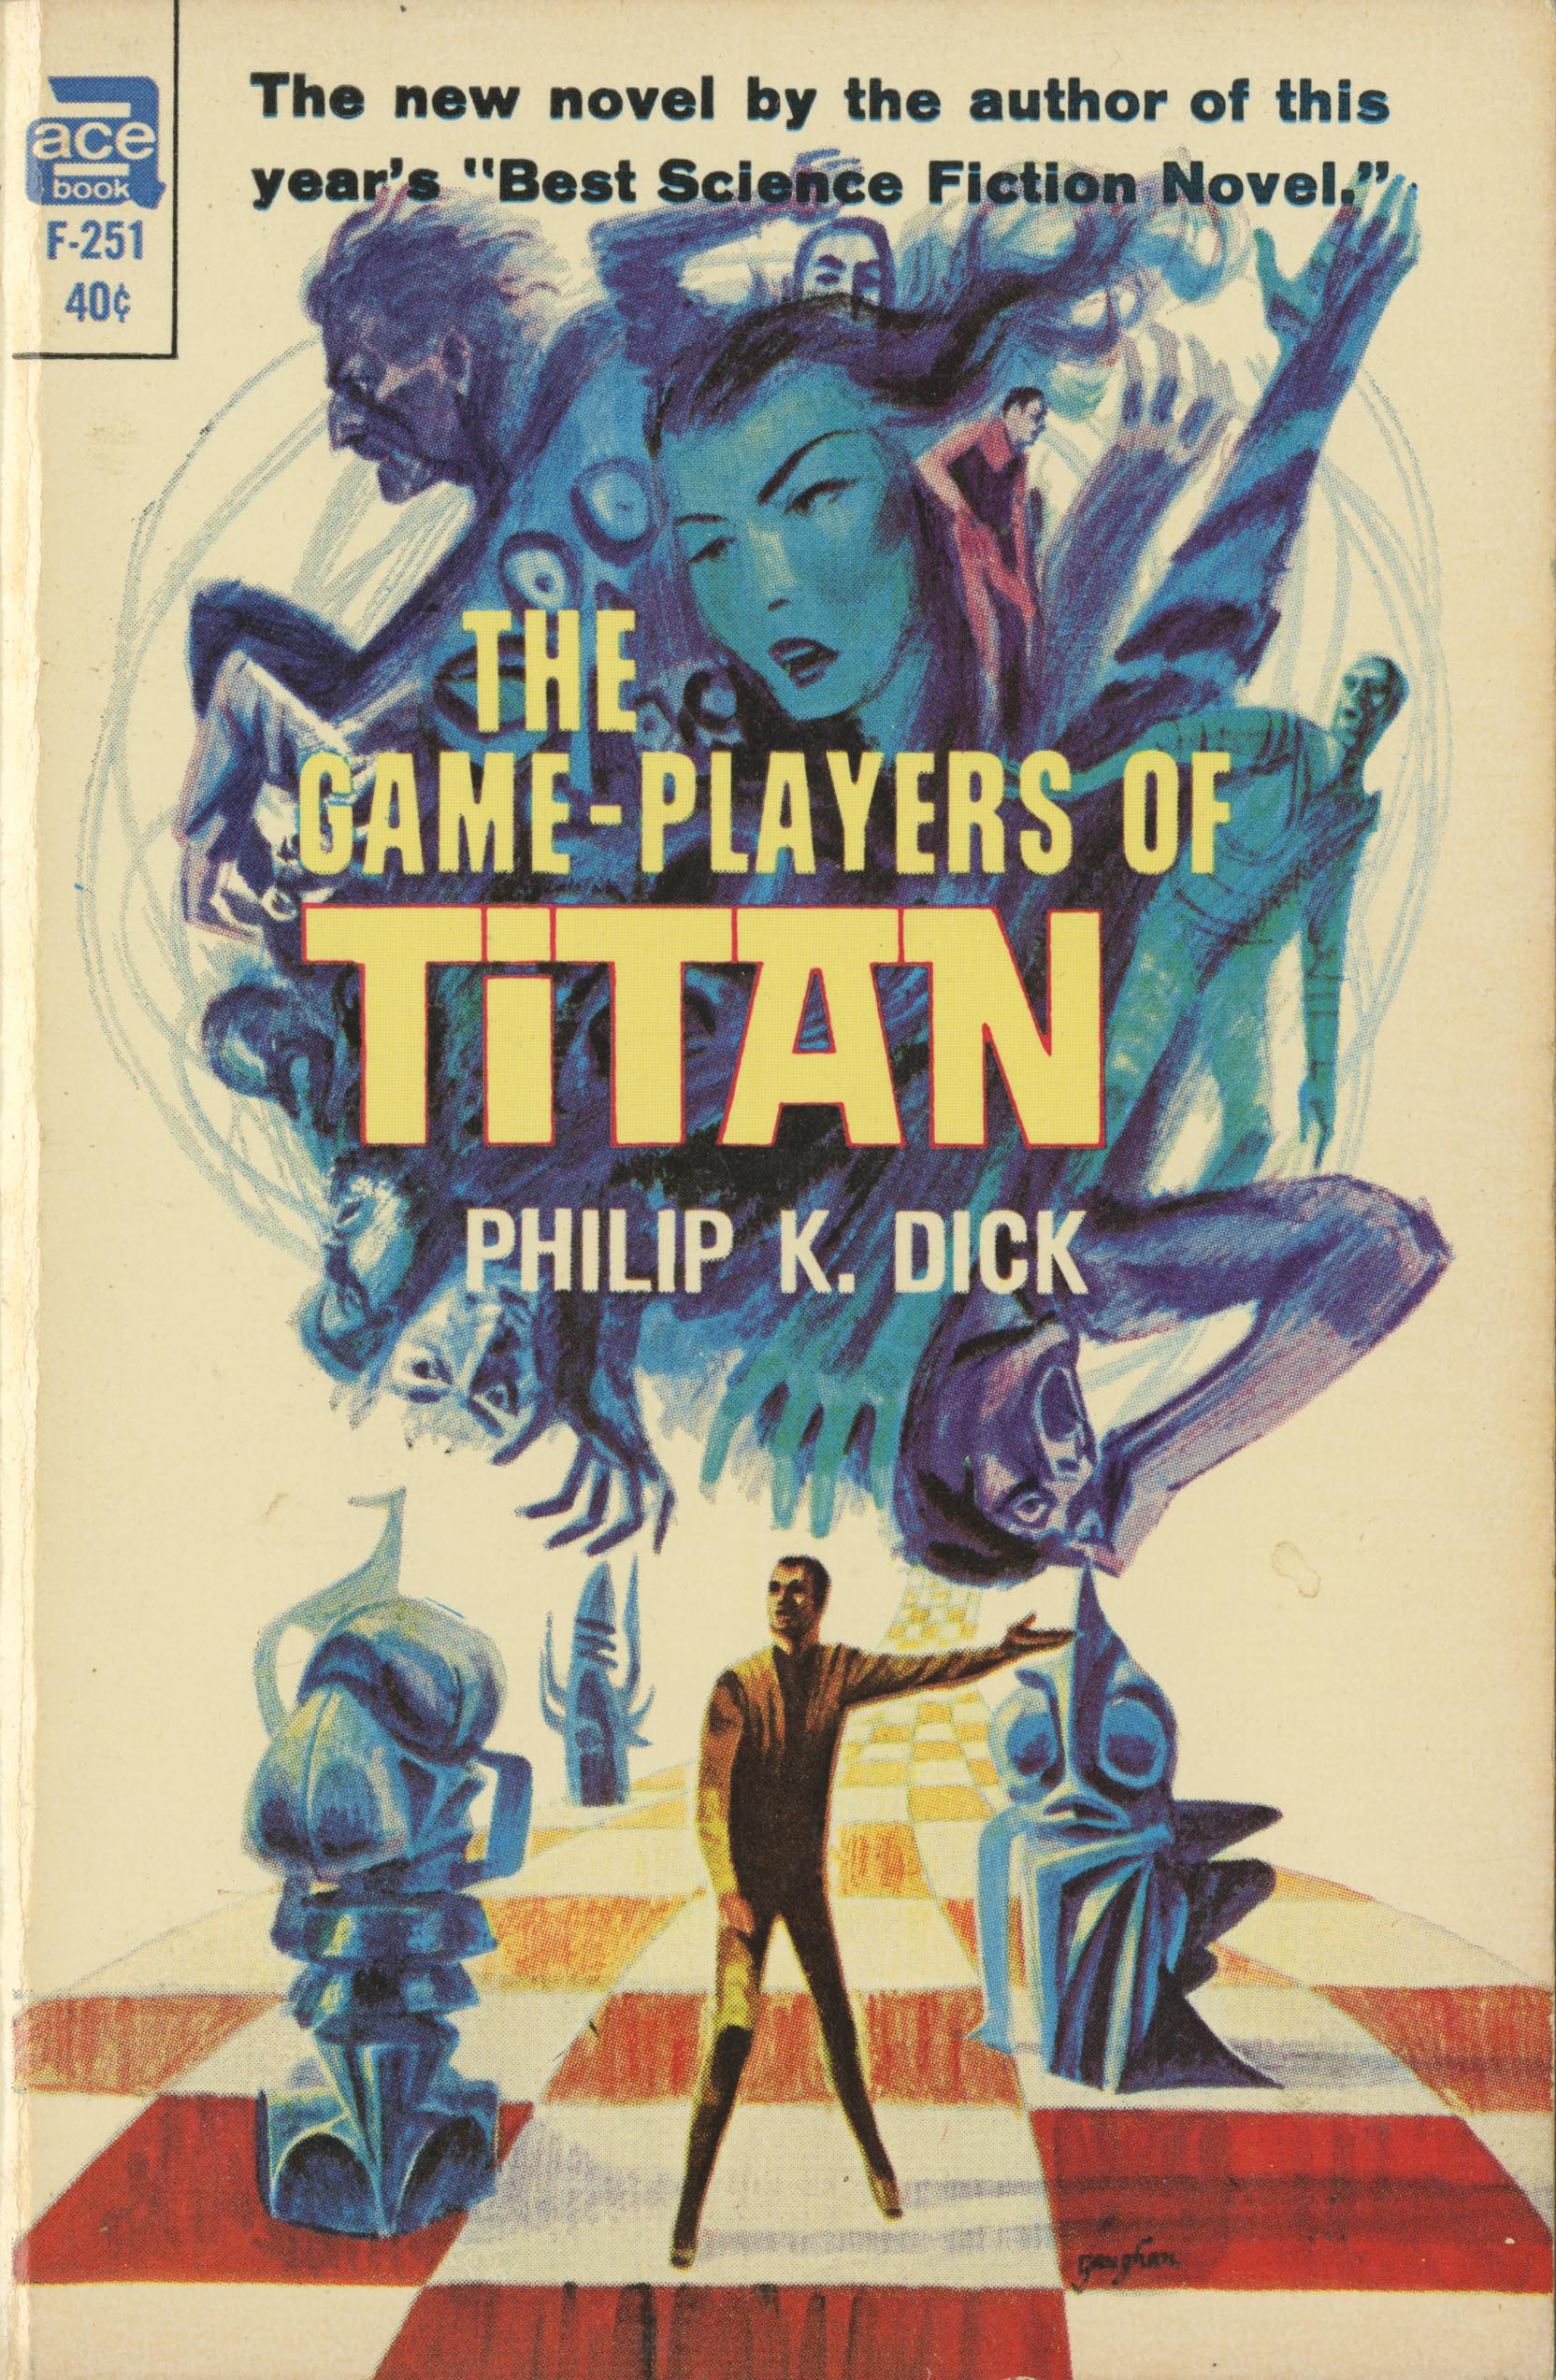 ace
book
F-251
40¢
The new novel by the author of this
year's "Best Science Fiction Novel."
THE
GAME-PLAYERS OF
TiTAN
PHILIP K. DICK
gaughan